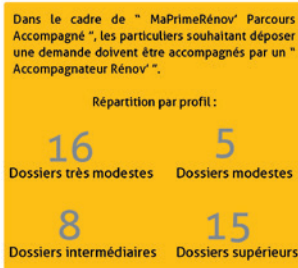 Dans le cadre de " MaPrimeRénov' Parcours
Accompagné ", les particuliers souhaitant déposer
une demande doivent être accompagnés par un "
Accompagnateur Rénov' ".
Répartition par profil :
16 5
Dossiers très modestes Dossiers modestes
8 15
Dossiers intermédiaires Dossiers supérieurs